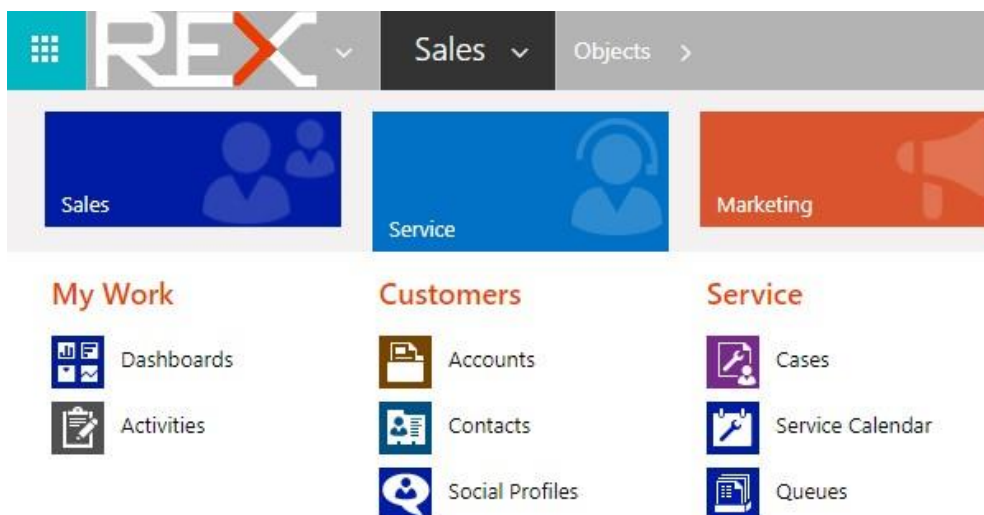 REX Sales Objects
Sales
Service
Marketing
My Work
Customers
Service
Dashboards
Accounts
Cases
Activities
Contacts
Service Calendar
Social Profiles
Queues